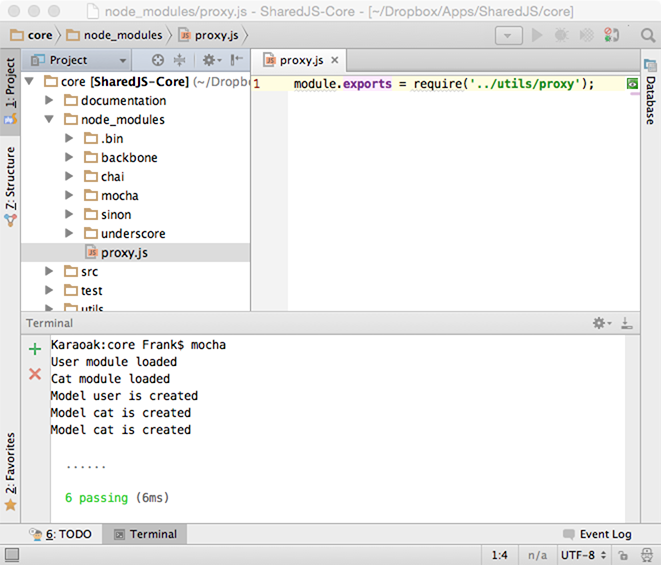 node_modules/proxy.js - SharedJS-Core - [~/Dropbox/Apps/SharedJS/core]
core node_modules proxy.js
1: Project
Project
proxy.js
core [SharedJS-Core] (~/Dropbo
documentation
node_modules
.bin
backbone
chai
mocha
sinon
underscore
proxy.js
src
test
utils
1 module.exports = require('../utils/proxy');
Database
Z: Structure
2: Favorites
Terminal
Karaoak:core Frank$ mocha
User module loaded
Cat module loaded
Model user is created
Model cat is created
Model cat is created
......
6 passing (6ms)
6: TODO Terminal Event Log
1:4 n/a UTF-8